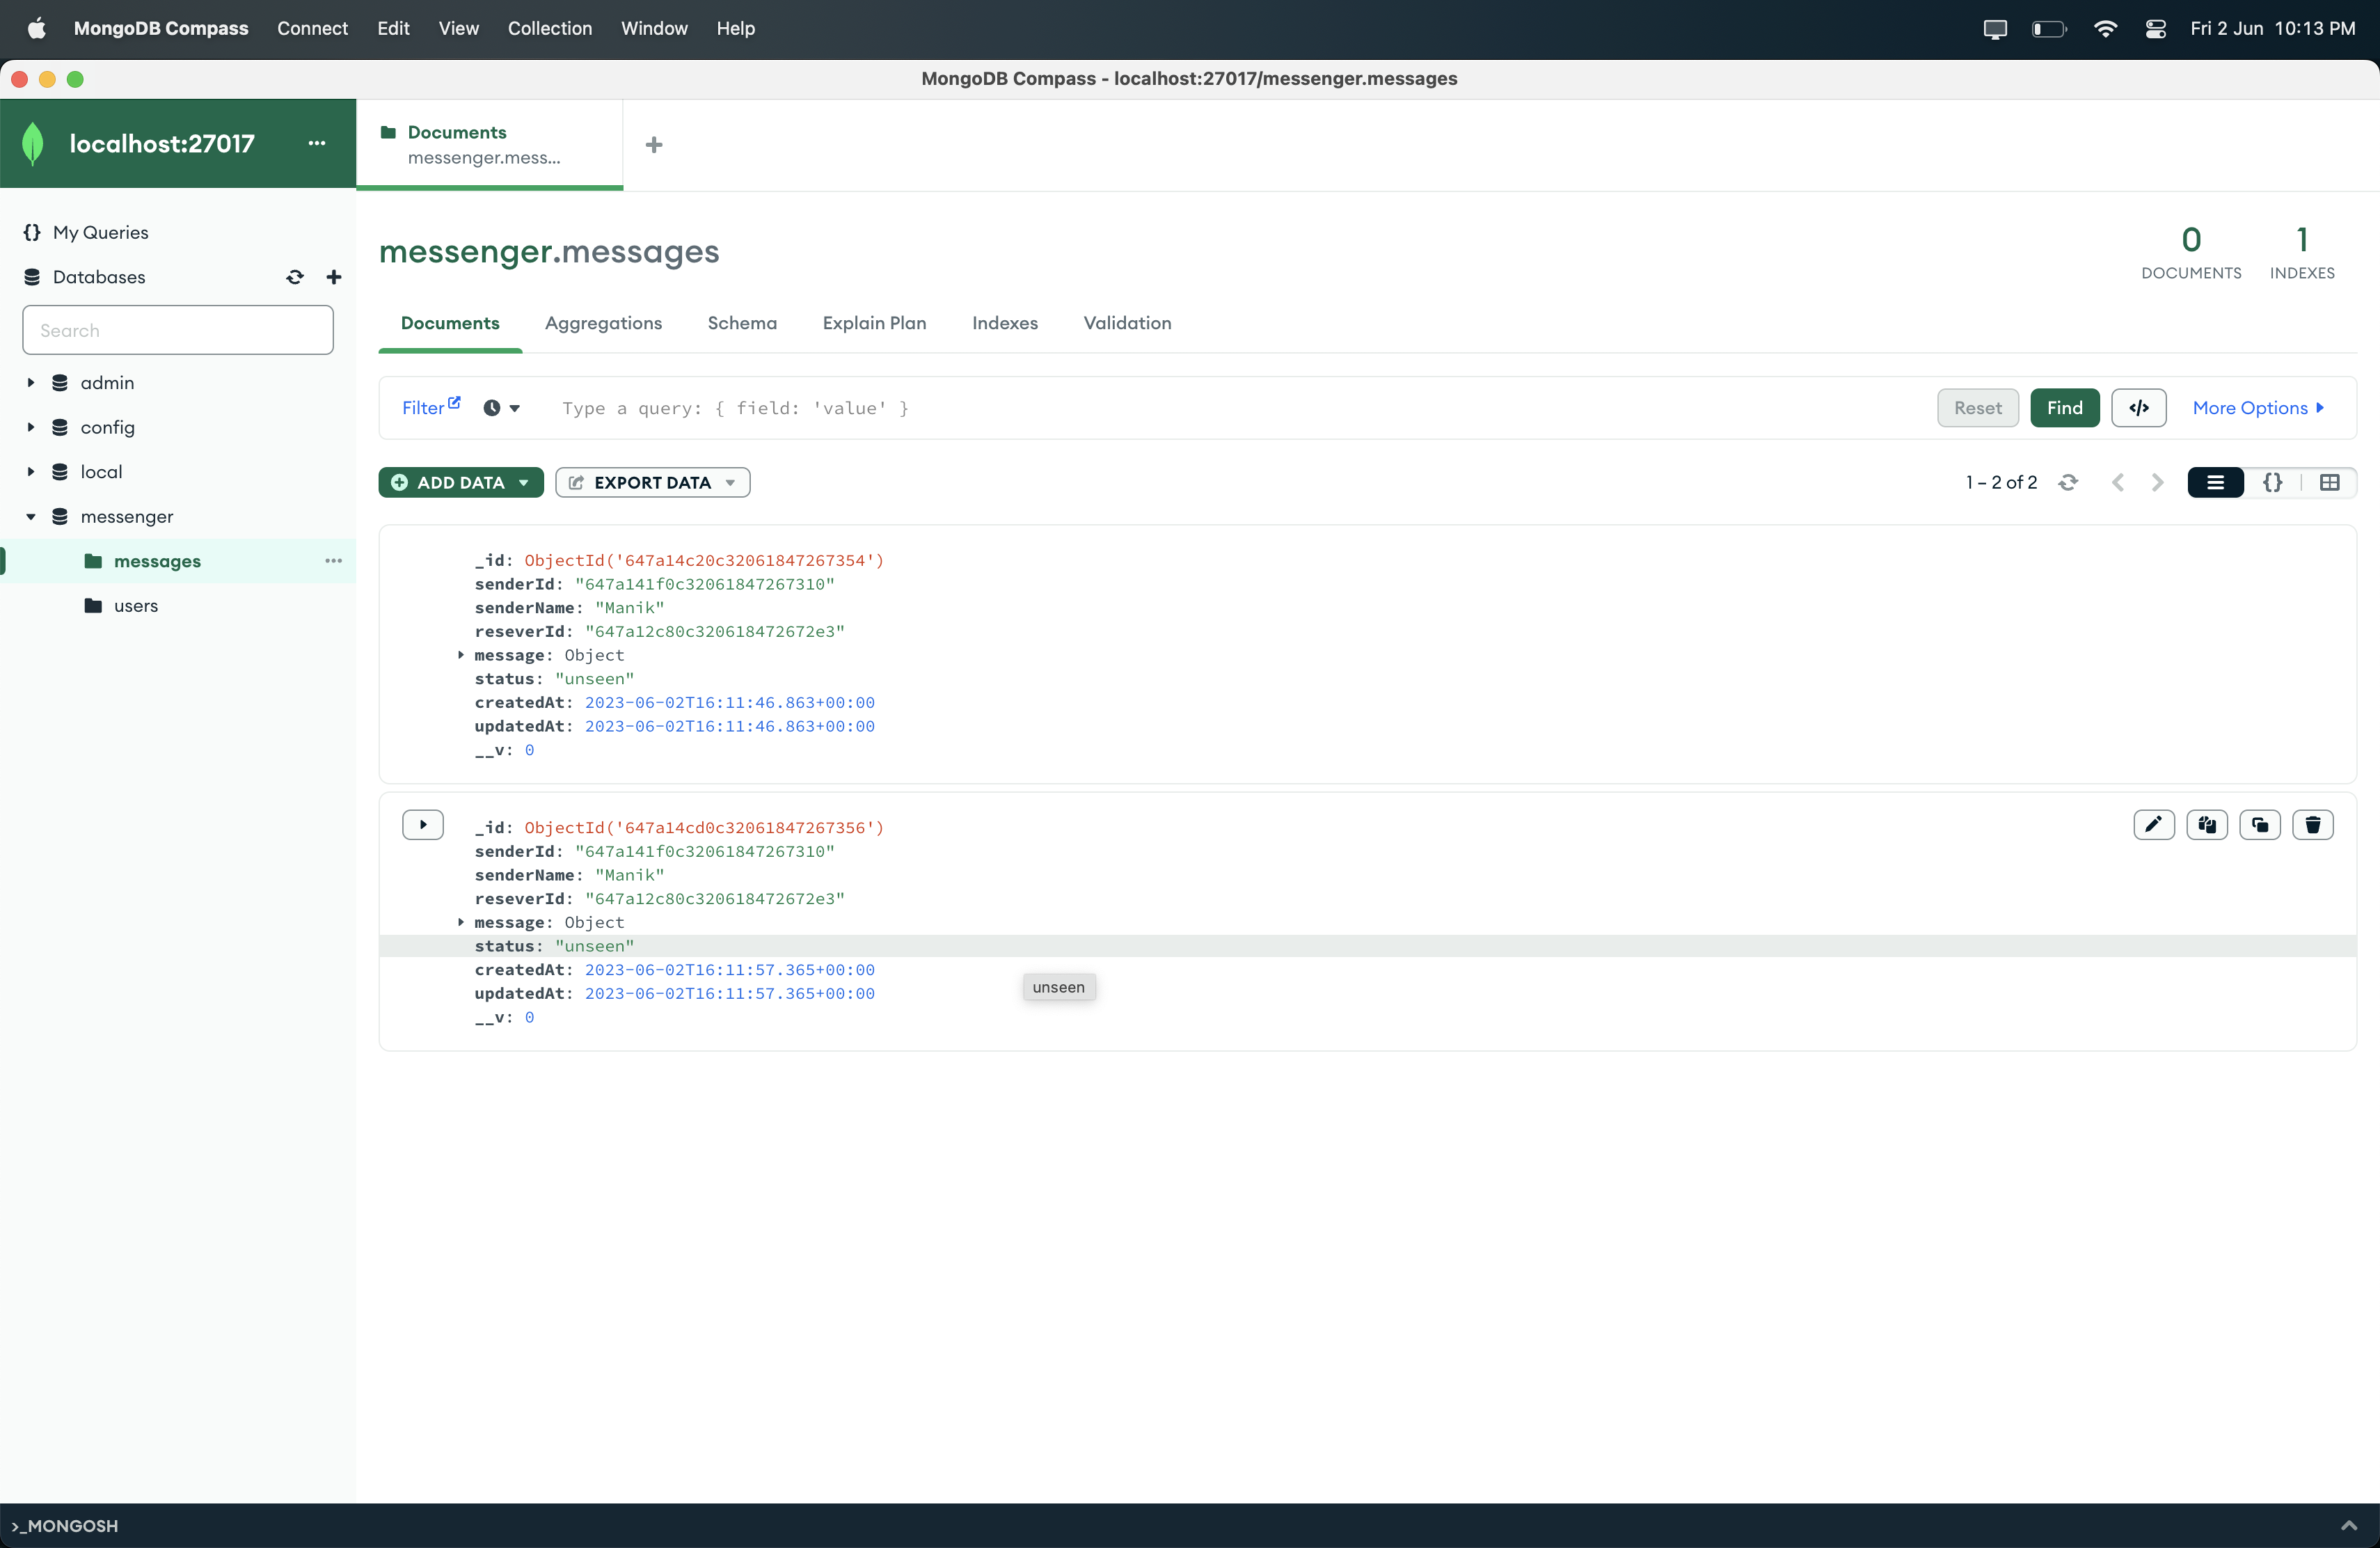 MongoDB Compass Connect Edit View Collection Window Help Fri 2 Jun 10:13 PM
MongoDB Compass - localhost:27017/messenger.messages
localhost:27017
Documents
messenger.mess...
My Queries
Databases
Search
admin
config
local
messenger
messages
users
messenger.messages
0
DOCUMENTS
1
INDEXES
Documents Aggregations Schema Explain Plan Indexes Validation
Filter Type a query: { field: 'value' } Reset Find </> More Options
ADD DATA EXPORT DATA 1 – 2 of 2 {}
_id: ObjectId('647a14c20c32061847267354')
senderId: "647a141f0c32061847267310"
senderName: "Manik"
reseverId: "647a12c80c320618472672e3"
message: Object
status: "unseen"
createdAt: 2023-06-02T16:11:46.863+00:00
updatedAt: 2023-06-02T16:11:46.863+00:00
__v: 0
_id: ObjectId('647a14cd0c32061847267356')
senderId: "647a141f0c32061847267310"
senderName: "Manik"
reseverId: "647a12c80c320618472672e3"
message: Object
status: "unseen"
createdAt: 2023-06-02T16:11:57.365+00:00
updatedAt: 2023-06-02T16:11:57.365+00:00
__v: 0
unseen
>_MONGOSH